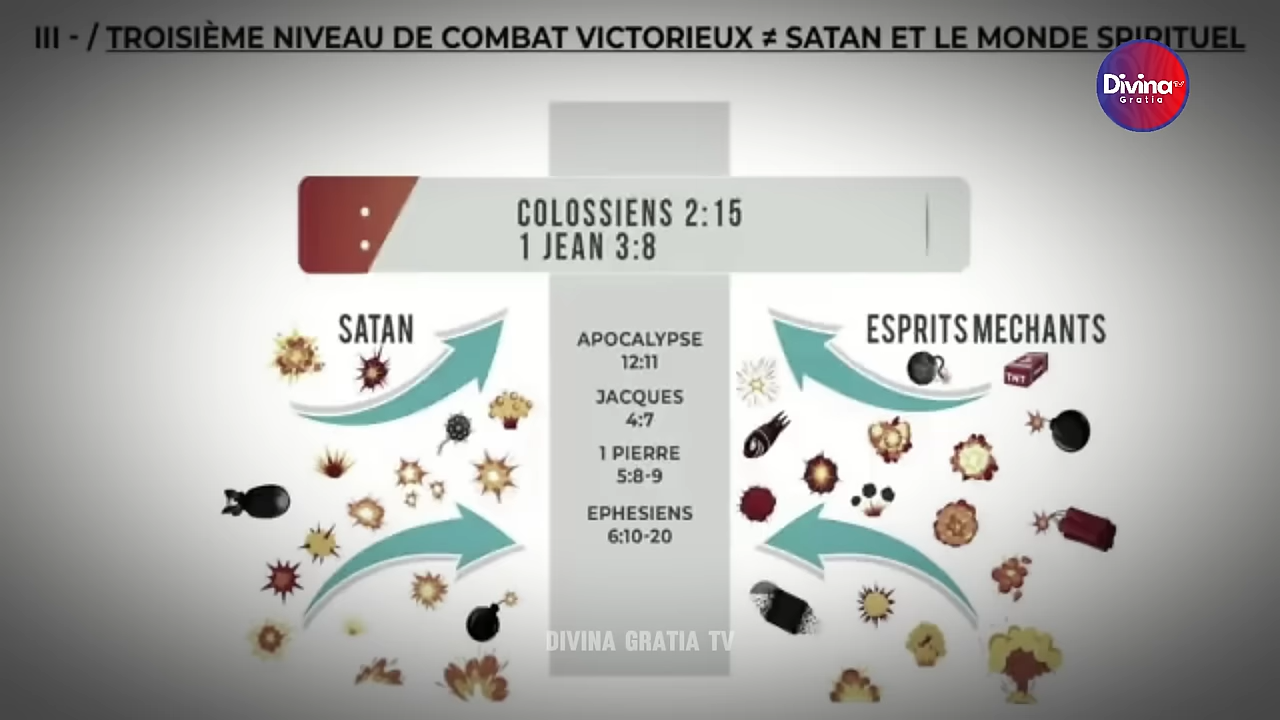 III - / TROISIÈME NIVEAU DE COMBAT VICTORIEUX ≠ SATAN ET LE MONDE SPIRITUEL
Divina TV
Gratia
COLOSSIENS 2:15
1 JEAN 3:8
SATAN
ESPRITS MECHANTS
APOCALYPSE
12:11
JACQUES
4:7
1 PIERRE
5:8-9
EPHESIENS
6:10-20
TNT
DIVINA GRATIA TV